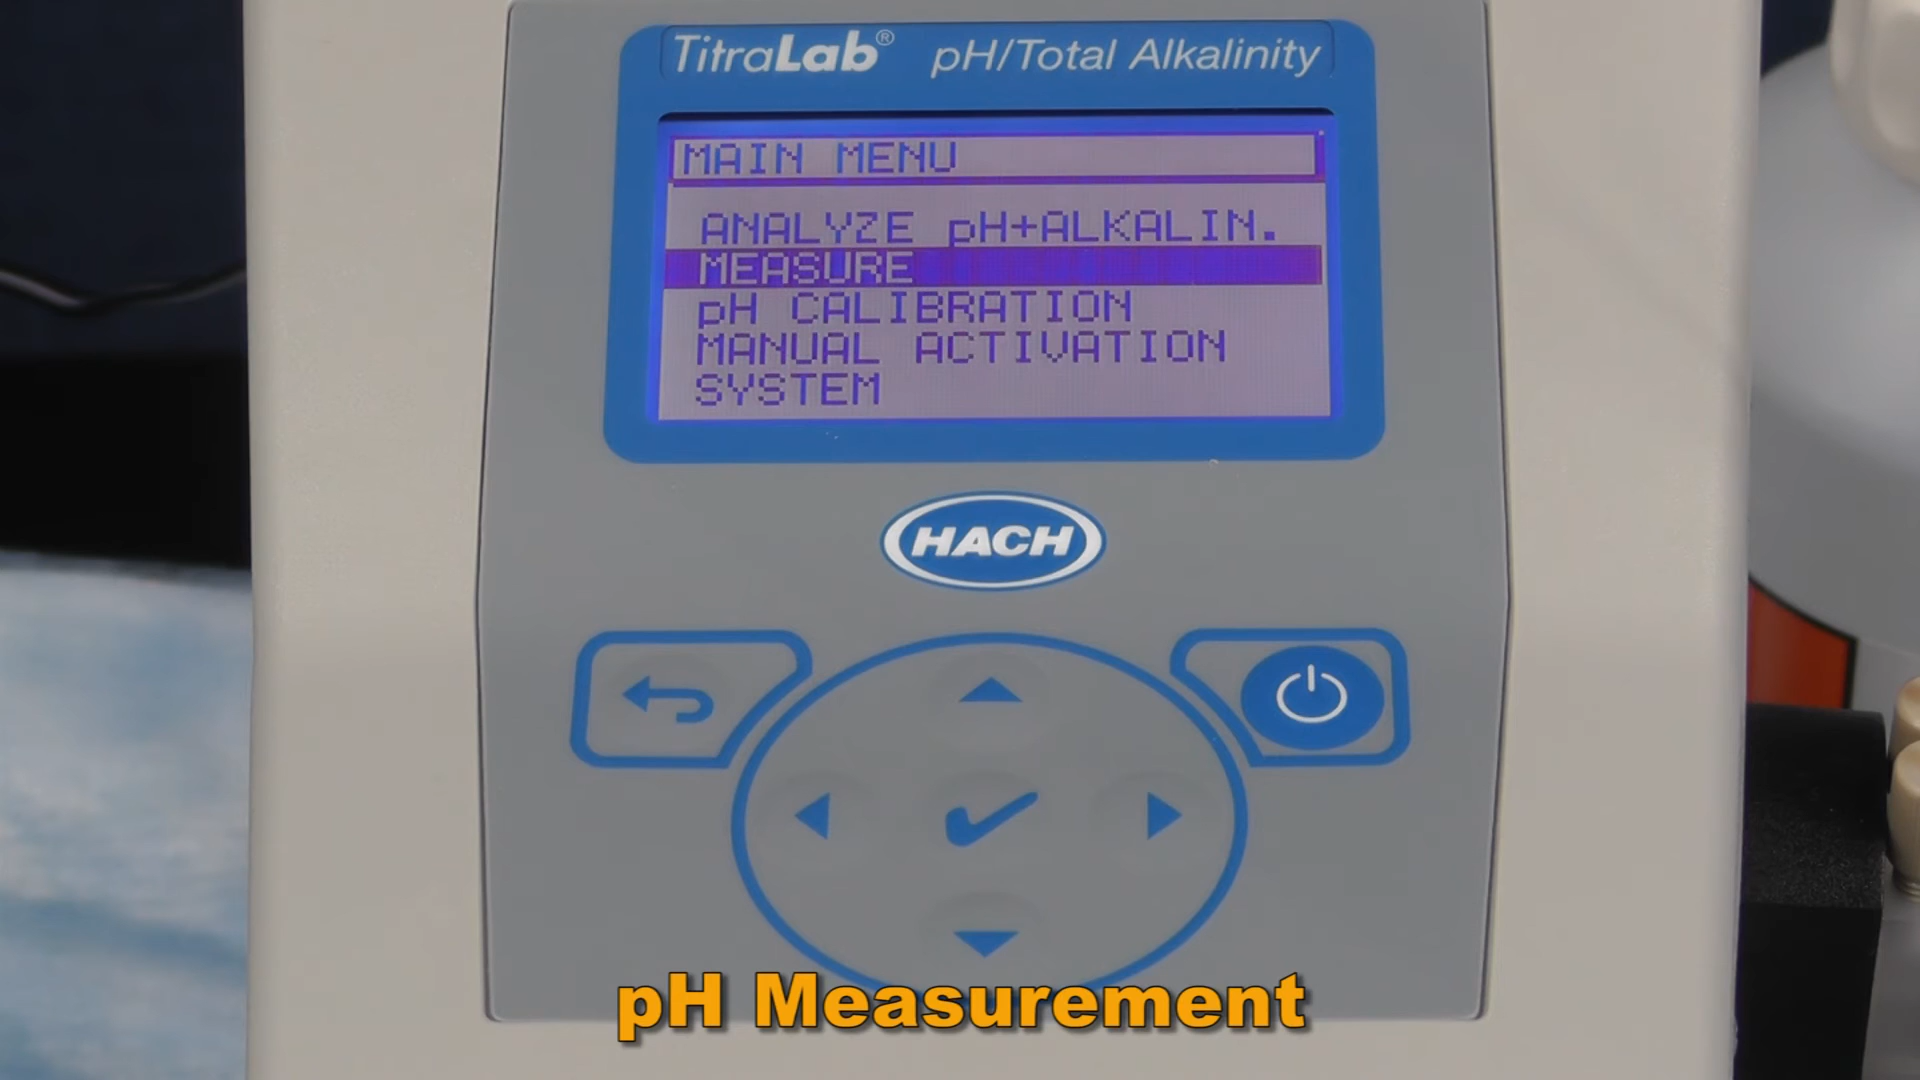 TitraLab® pH/Total Alkalinity
MAIN MENU
ANALYZE pH+ALKALIN.
MEASURE
pH CALIBRATION
MANUAL ACTIVATION
SYSTEM
HACH
pH Measurement